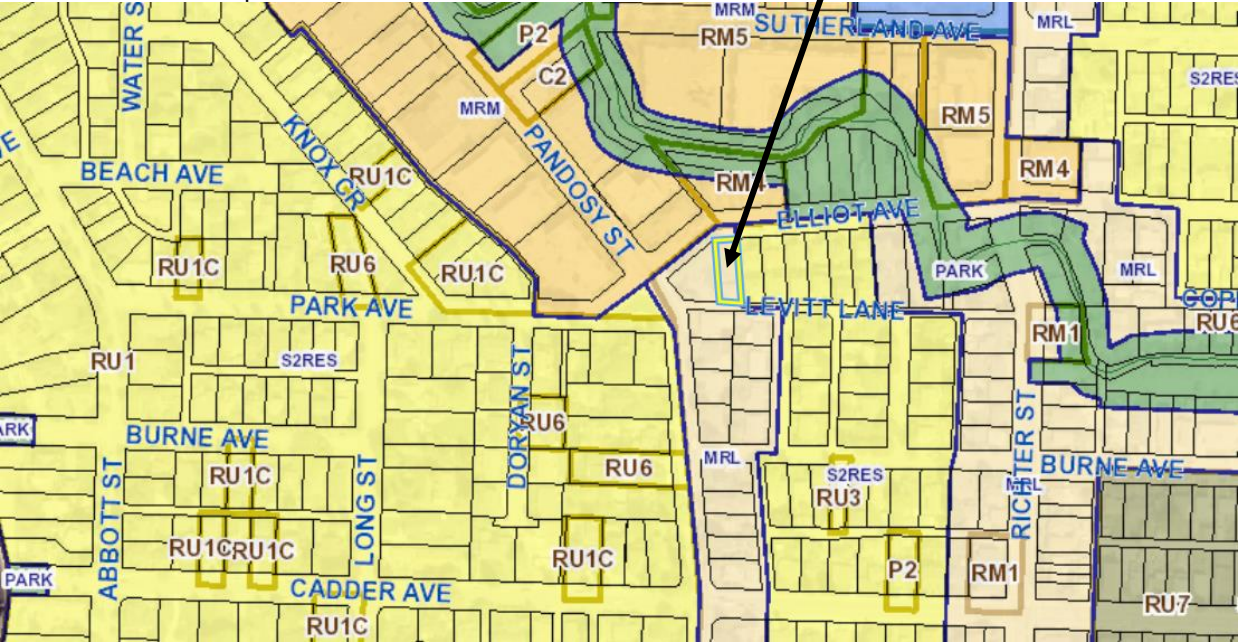 MRM
SUTHERLAND AVE
MRL
WATER S
P2
RM5
C2
S2RES
MRM
RM5
KNOX CR
PANDOSY ST
BEACH AVE
RU1C
RM4
RM4
ELLIOT AVE
RU1C
RU6
RU1C
PARK
MRL
PARK AVE
LEVITT LANE
COP
RU6
RM1
RU1
S2RES
DORYAN ST
RU6
ARK
BURNE AVE
RU6
MRL
S2RES
BURNE AVE
RU1C
RU3
MRL
RICHTER ST
ABBOTT ST
LONG ST
RU1C
RU1C
RU1C
P2
RM1
PARK
CADDER AVE
RU7
RU1C